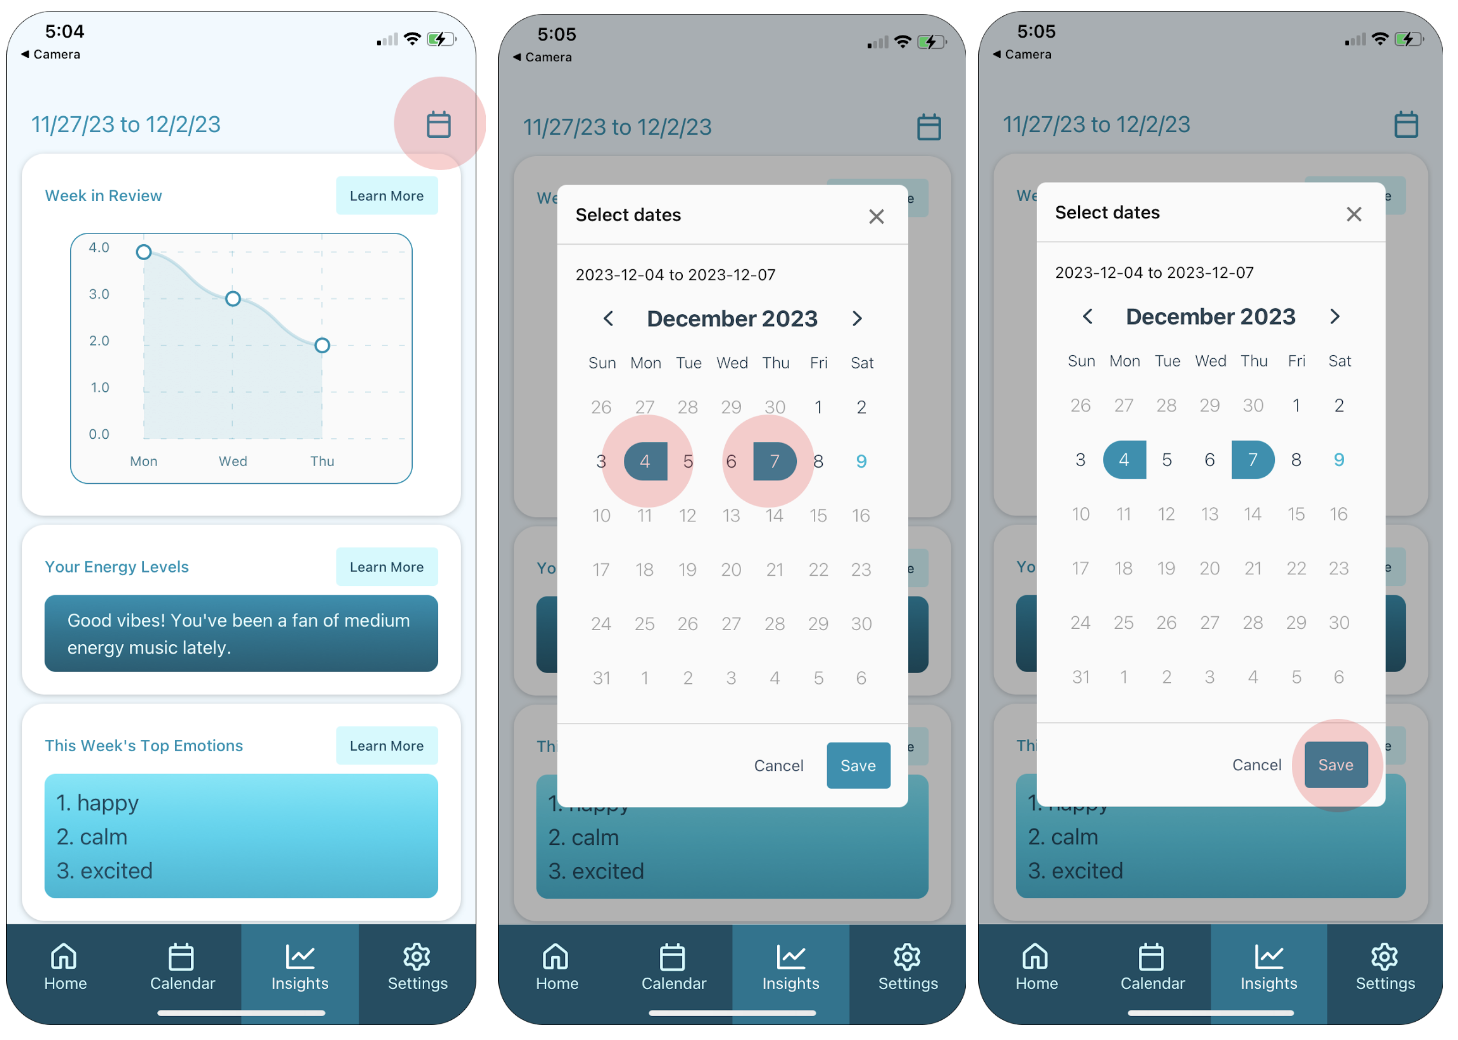 5:04
◀ Camera
11/27/23 to 12/2/23
Week in Review
Learn More
4.0
3.0
2.0
1.0
0.0
Mon Wed Thu
Your Energy Levels
Learn More
Good vibes! You've been a fan of medium
energy music lately.
This Week's Top Emotions
Learn More
1. happy
2. calm
3. excited
Home Calendar Insights Settings
5:05
◀ Camera
11/27/23 to 12/2/23
We e
Select dates
2023-12-04 to 2023-12-07
December 2023
Sun Mon Tue Wed Thu Fri Sat
26 27 28 29 30 1 2
3 4 5 6 7 8 9
10 11 12 13 14 15 16
17 18 19 20 21 22 23
24 25 26 27 28 29 30
31 1 2 3 4 5 6
Yo e
Th e
Cancel Save
1. happy
2. calm
3. excited
Home Calendar Insights Settings
5:05
◀ Camera
11/27/23 to 12/2/23
We e
Select dates
2023-12-04 to 2023-12-07
December 2023
Sun Mon Tue Wed Thu Fri Sat
26 27 28 29 30 1 2
3 4 5 6 7 8 9
10 11 12 13 14 15 16
17 18 19 20 21 22 23
24 25 26 27 28 29 30
31 1 2 3 4 5 6
Yo e
Thi e
Cancel Save
1. happy
2. calm
3. excited
Home Calendar Insights Settings